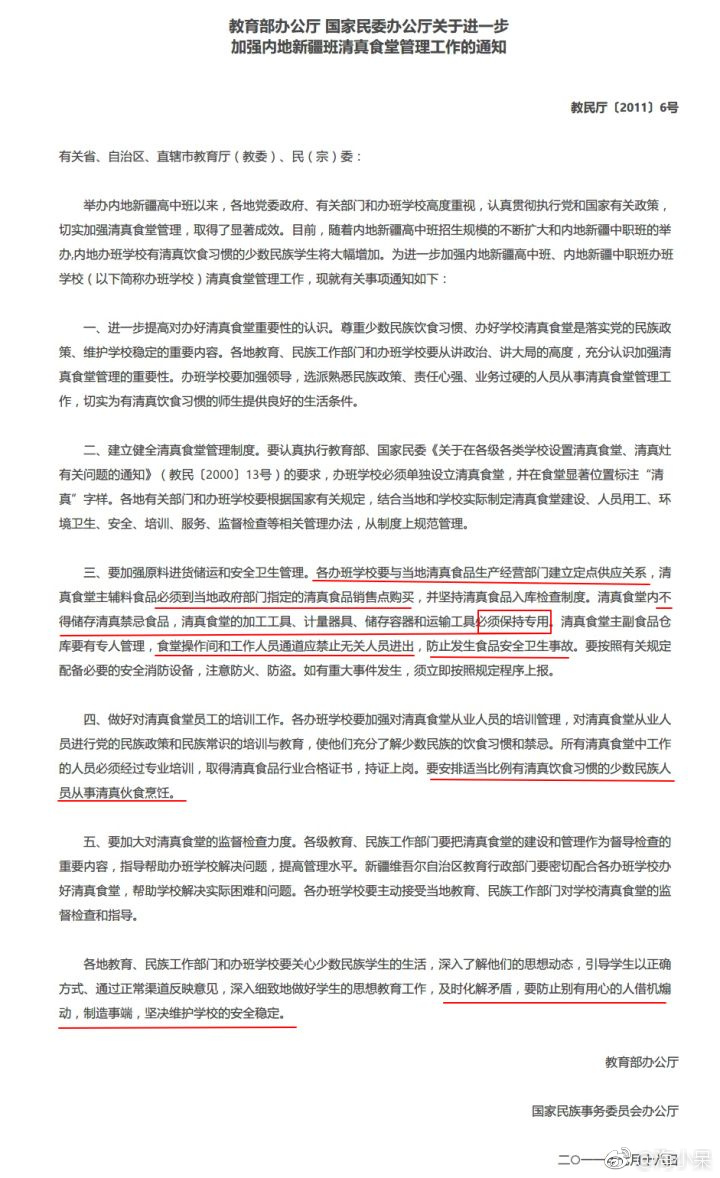 教育部办公厅 国家民委办公厅关于进一步
加强内地新疆班清真食堂管理工作的通知
教民厅〔2011〕6号
有关省、自治区、直辖市教育厅（教委）、民（宗）委：
举办内地新疆高中班以来，各地党委政府、有关部门和办班学校高度重视，认真贯彻执行党和国家有关政策，
切实加强清真食堂管理，取得了显著成效。目前，随着内地新疆高中班招生规模的不断扩大和内地新疆中职班的举
办,内地办班学校有清真饮食习惯的少数民族学生将大幅增加。为进一步加强内地新疆高中班、内地新疆中职班办班
学校（以下简称办班学校）清真食堂管理工作，现就有关事项通知如下：
一、进一步提高对办好清真食堂重要性的认识。尊重少数民族饮食习惯、办好学校清真食堂是落实党的民族政
策、维护学校稳定的重要内容。各地教育、民族工作部门和办班学校要从讲政治、讲大局的高度，充分认识加强清
真食堂管理的重要性。办班学校要加强领导，选派熟悉民族政策、责任心强、业务过硬的人员从事清真食堂管理工
作，切实为有清真饮食习惯的师生提供良好的生活条件。
二、建立健全清真食堂管理制度。要认真执行教育部、国家民委《关于在各级各类学校设置清真食堂、清真灶
有关问题的通知》（教民〔2000〕13号）的要求，办班学校必须单独设立清真食堂，并在食堂显著位置标注“清
真”字样。各地有关部门和办班学校要根据国家有关规定，结合当地和学校实际制定清真食堂建设、人员用工、环
境卫生、安全、培训、服务、监督检查等相关管理办法，从制度上规范管理。
三、要加强原料进货储运和安全卫生管理。各办班学校要与当地清真食品生产经营部门建立定点供应关系，清
真食堂主辅料食品必须到当地政府部门指定的清真食品销售点购买，并坚持清真食品入库检查制度。清真食堂内不
得储存清真禁忌食品，清真食堂的加工工具、计量器具、储存容器和运输工具必须保持专用。清真食堂主副食品仓
库要有专人管理，食堂操作间和工作人员通道应禁止无关人员进出，防止发生食品安全卫生事故。要按照有关规定
配备必要的安全消防设备，注意防火、防盗。如有重大事件发生，须立即按照规定程序上报。
四、做好对清真食堂员工的培训工作。各办班学校要加强对清真食堂从业人员的培训管理，对清真食堂从业人
员进行党的民族政策和民族常识的培训与教育，使他们充分了解少数民族的饮食习惯和禁忌。所有清真食堂中工作
的人员必须经过专业培训，取得清真食品行业合格证书，持证上岗。要安排适当比例有清真饮食习惯的少数民族人
员从事清真伙食烹饪。
五、要加大对清真食堂的监督检查力度。各级教育、民族工作部门要把清真食堂的建设和管理作为督导检查的
重要内容，指导帮助办班学校解决问题，提高管理水平。新疆维吾尔自治区教育行政部门要密切配合各办班学校办
好清真食堂，帮助学校解决实际困难和问题。各办班学校要主动接受当地教育、民族工作部门对学校清真食堂的监
督检查和指导。
各地教育、民族工作部门和办班学校要关心少数民族学生的生活，深入了解他们的思想动态，引导学生以正确
方式、通过正常渠道反映意见，深入细致地做好学生的思想教育工作，及时化解矛盾，要防止别有用心的人借机煽
动，制造事端，坚决维护学校的安全稳定。
教育部办公厅
国家民族事务委员会办公厅
二〇一一 月十八日